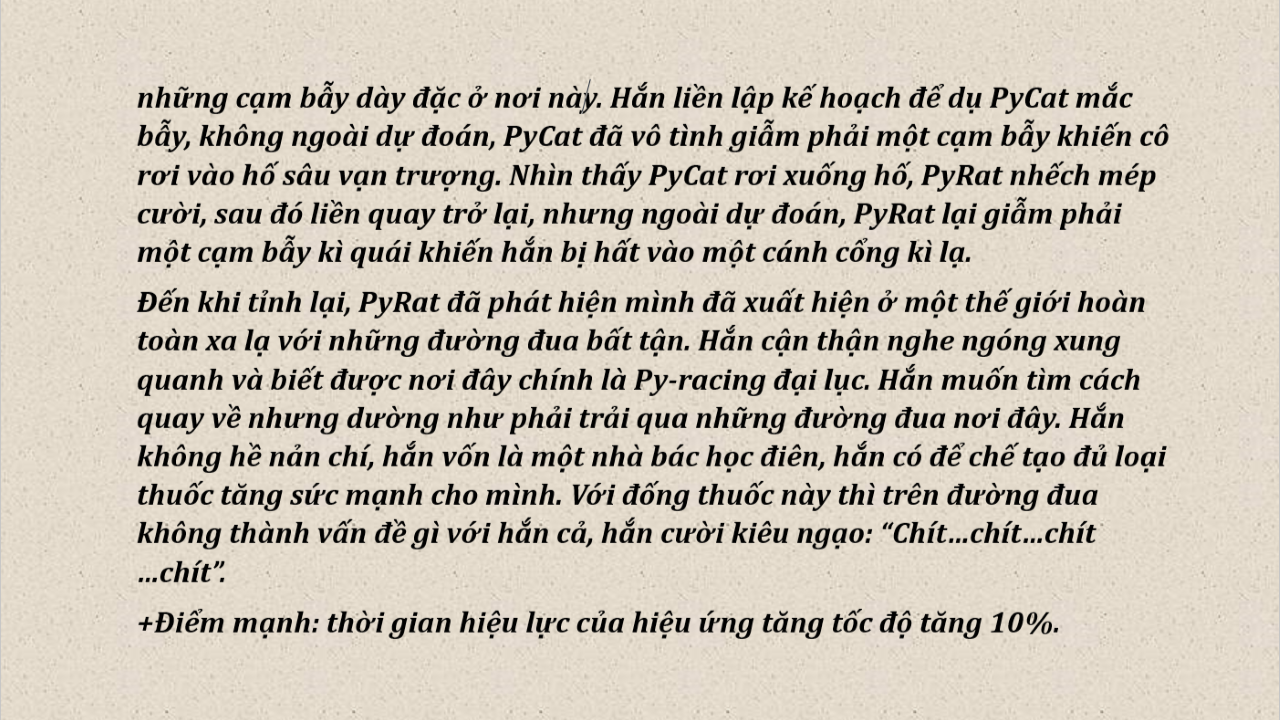 những cạm bẫy dày đặc ở nơi này. Hắn liền lập kế hoạch để dụ PyCat mắc
bẫy, không ngoài dự đoán, PyCat đã vô tình giẫm phải một cạm bẫy khiến cô
rơi vào hố sâu vạn trượng. Nhìn thấy PyCat rơi xuống hố, PyRat nhếch mép
cười, sau đó liền quay trở lại, nhưng ngoài dự đoán, PyRat lại giẫm phải
một cạm bẫy kì quái khiến hắn bị hất vào một cánh cổng kì lạ.
Đến khi tỉnh lại, PyRat đã phát hiện mình đã xuất hiện ở một thế giới hoàn
toàn xa lạ với những đường đua bất tận. Hắn cận thận nghe ngóng xung
quanh và biết được nơi đây chính là Py-racing đại lục. Hắn muốn tìm cách
quay về nhưng dường như phải trải qua những đường đua nơi đây. Hắn
không hề nản chí, hắn vốn là một nhà bác học điên, hắn có để chế tạo đủ loại
thuốc tăng sức mạnh cho mình. Với đống thuốc này thì trên đường đua
không thành vấn đề gì với hắn cả, hắn cười kiêu ngạo: “Chít...chít...chít
...chít”.
+Điểm mạnh: thời gian hiệu lực của hiệu ứng tăng tốc độ tăng 10%.